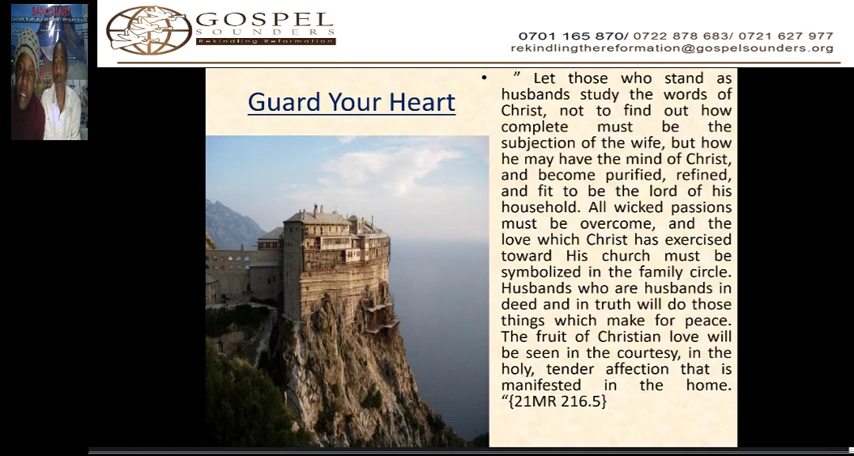 GOSPEL
SOUNDERS
Rekindling Reformation
0701 165 870/ 0722 878 683/ 0721 627 977
rekindlingthereformation@gospelsounders.org
Guard Your Heart
• ” Let those who stand as
husbands study the words of
Christ, not to find out how
complete must be the
subjection of the wife, but how
he may have the mind of Christ,
and become purified, refined,
and fit to be the lord of his
household. All wicked passions
must be overcome, and the
love which Christ has exercised
toward His church must be
symbolized in the family circle.
Husbands who are husbands in
deed and in truth will do those
things which make for peace.
The fruit of Christian love will
be seen in the courtesy, in the
holy, tender affection that is
manifested in the home.
“{21MR 216.5}